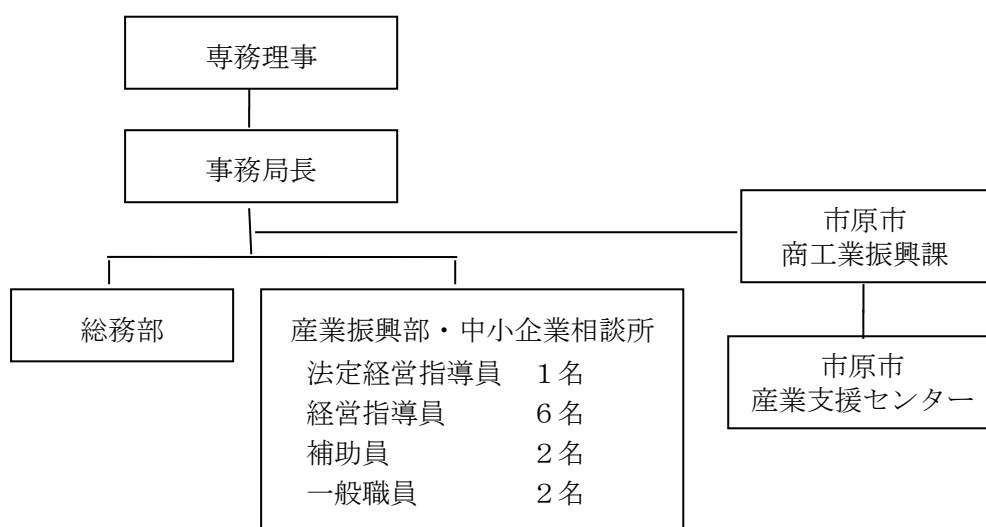 専務理事
事務局長
市原市
商工業振興課
総務部
産業振興部・中小企業相談所
法定経営指導員　１名
経営指導員　６名
補助員　２名
一般職員　２名
市原市
産業支援センター